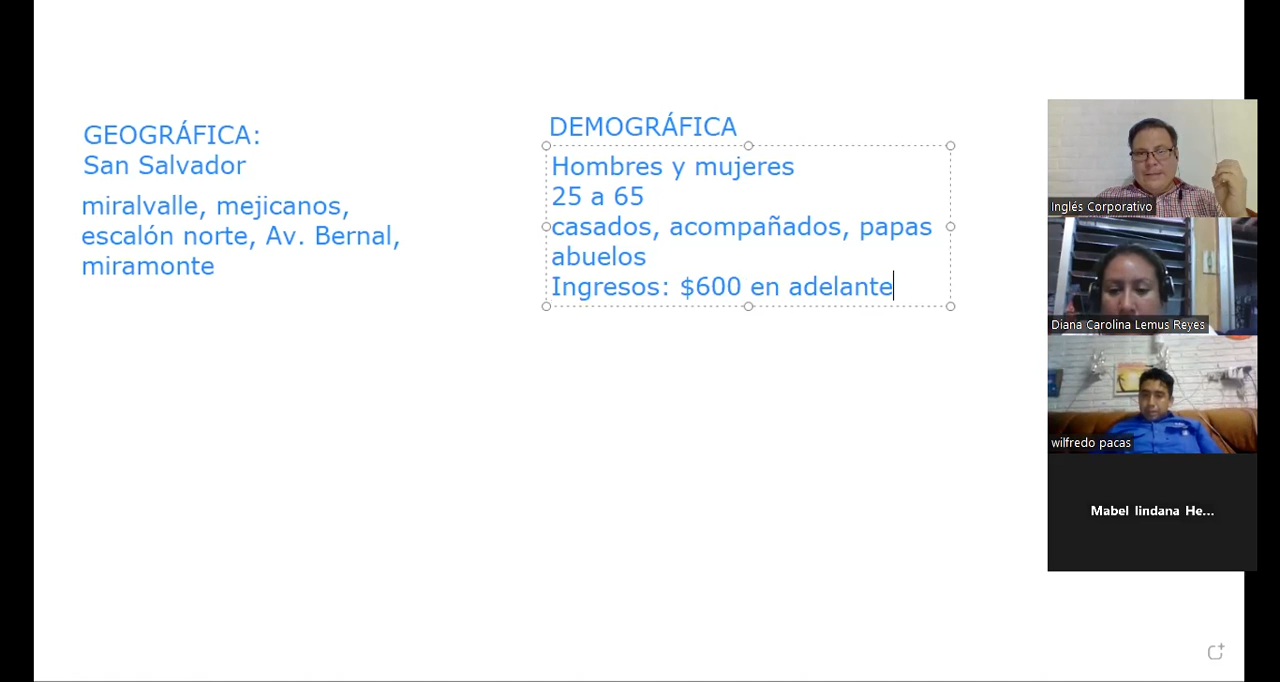 GEOGRÁFICA:
San Salvador
miralvalle, mejicanos,
escalón norte, Av. Bernal,
miramonte
DEMOGRÁFICA
Hombres y mujeres
25 a 65
casados, acompañados, papas
abuelos
Ingresos: $600 en adelante
Inglés Corporativo
Diana Carolina Lemus Reyes
wilfredo pacas
Mabel lindana He...